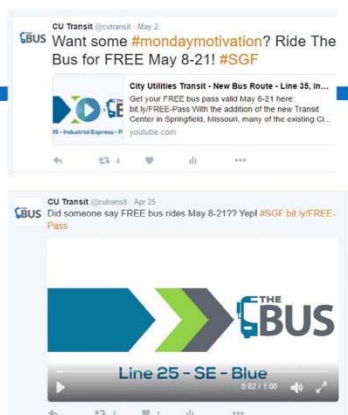 CU Transit @cutransit · May 2
Want some #mondaymotivation? Ride The
Bus for FREE May 8-21! #SGF
City Utilities Transit - New Bus Route - Line 35, In...
Get your FREE bus pass valid May 8-21 here:
bit.ly/FREE-Pass With the addition of the new Transit
Center in Springfield, Missouri, many of the existing Ci...
youtube.com
BUS
35 - Industrial Express - P
4
CU Transit @cutransit · Apr 25
BUS
Did someone say FREE bus rides May 8-21?? Yep! #SGF bit.ly/FREE-
Pass
THE
BUS
Line 25 - SE - Blue
0:02 / 1:00
3